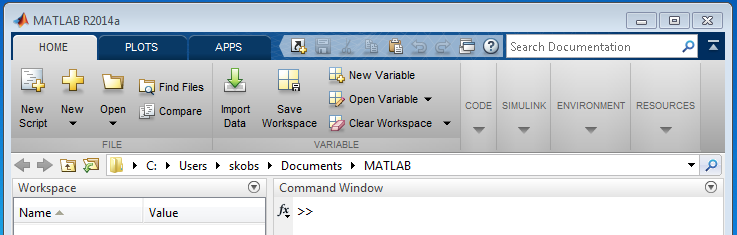 MATLAB R2014a
HOME PLOTS APPS Search Documentation
New Script
New
Open
Find Files
Compare
Import Data
Save Workspace
New Variable
Open Variable
Clear Workspace
CODE SIMULINK ENVIRONMENT RESOURCES
FILE VARIABLE
C: Users skobs Documents MATLAB
Workspace Command Window
Name Value fx >>